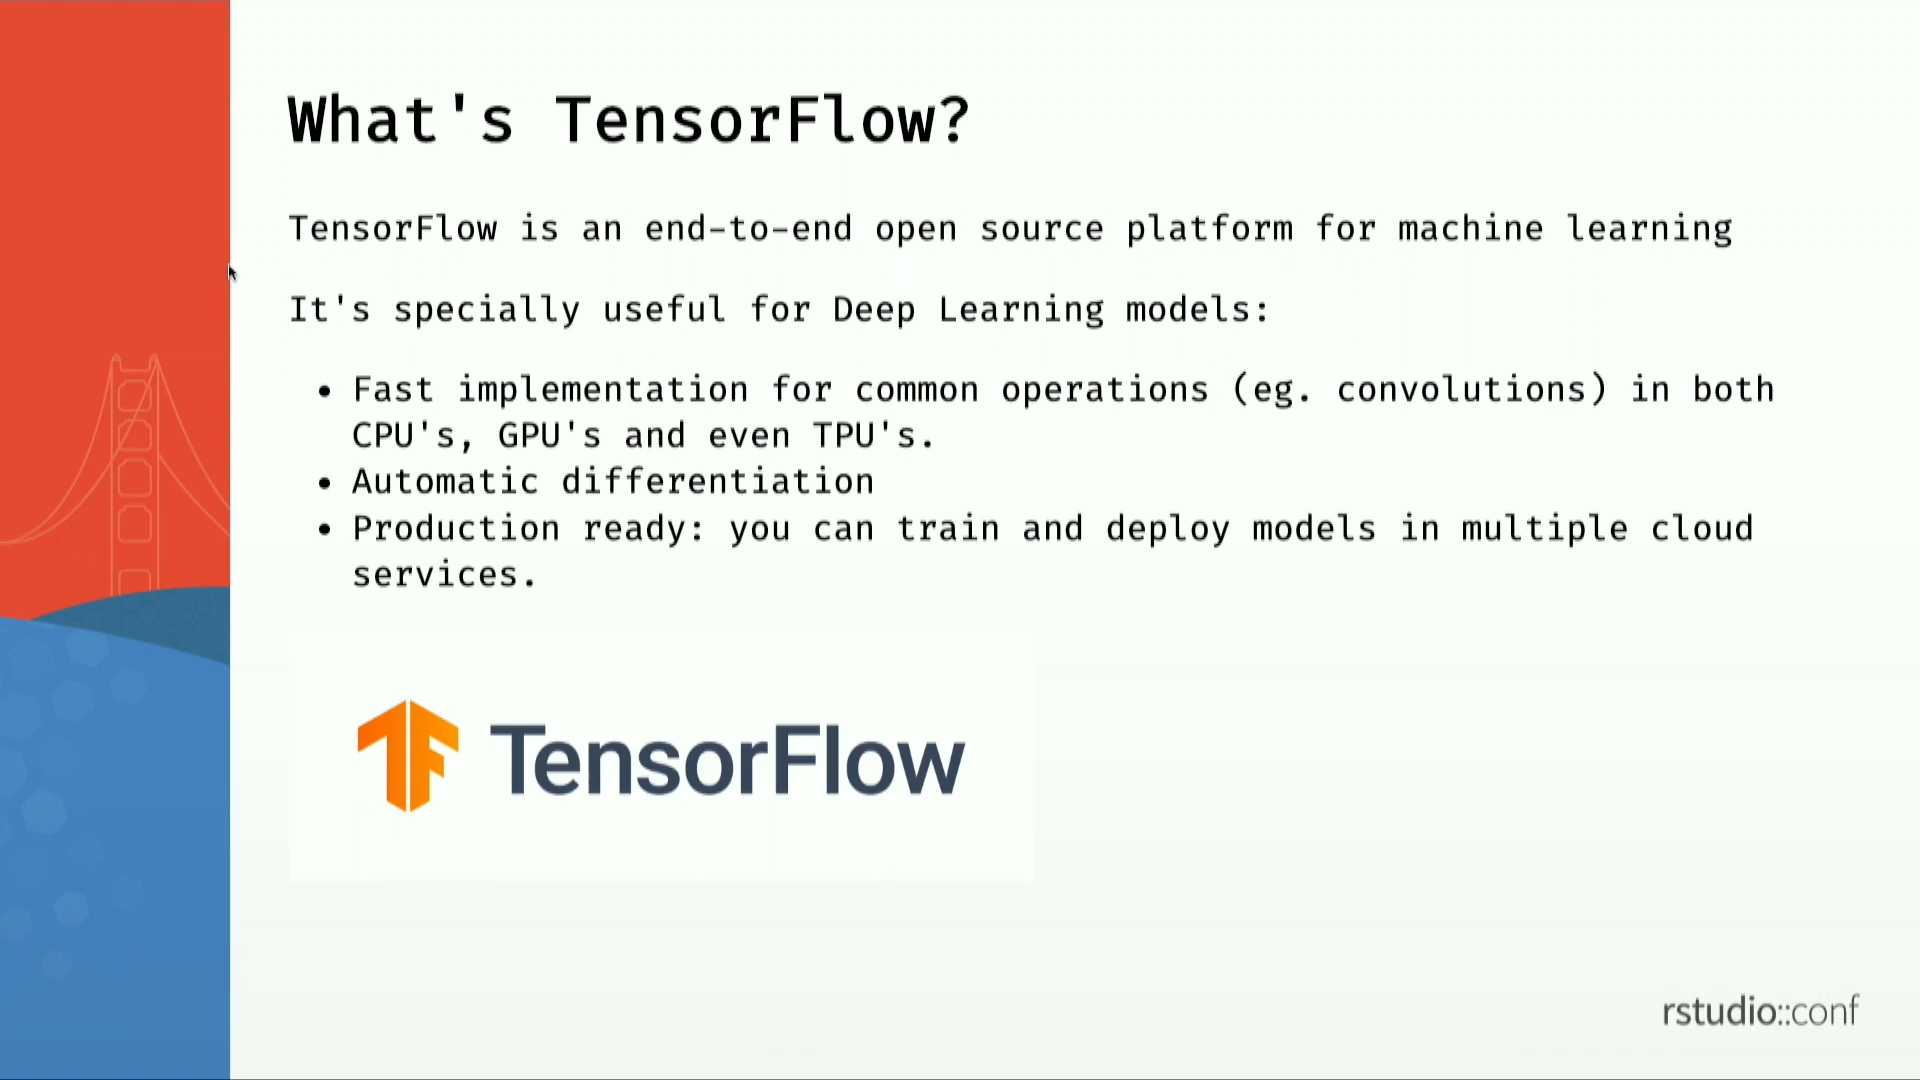 What's TensorFlow?
TensorFlow is an end-to-end open source platform for machine learning
It's specially useful for Deep Learning models:
• Fast implementation for common operations (eg. convolutions) in both
CPU's, GPU's and even TPU's.
• Automatic differentiation
• Production ready: you can train and deploy models in multiple cloud
services.
TensorFlow
rstudio::conf